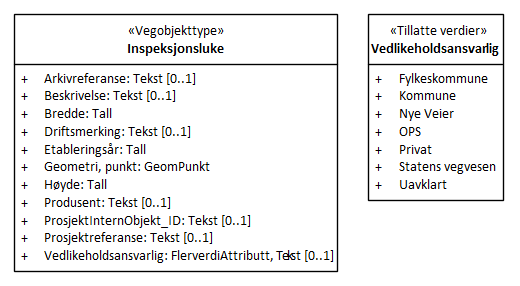 «Vegobjekttype»
Inspeksjonsluke
+ Arkivreferanse: Tekst [0..1]
+ Beskrivelse: Tekst [0..1]
+ Bredde: Tall
+ Driftsmerking: Tekst [0..1]
+ Etableringsår: Tall
+ Geometri, punkt: GeomPunkt
+ Høyde: Tall
+ Produsent: Tekst [0..1]
+ ProsjektInternObjekt_ID: Tekst [0..1]
+ Prosjektreferanse: Tekst [0..1]
+ Vedlikeholdsansvarlig: FlerverdiAttributt, Tekst [0..1]
«Tillatte verdier»
Vedlikeholdsansvarlig
+ Fylkeskommune
+ Kommune
+ Nye Veier
+ OPS
+ Privat
+ Statens vegvesen
+ Uavklart